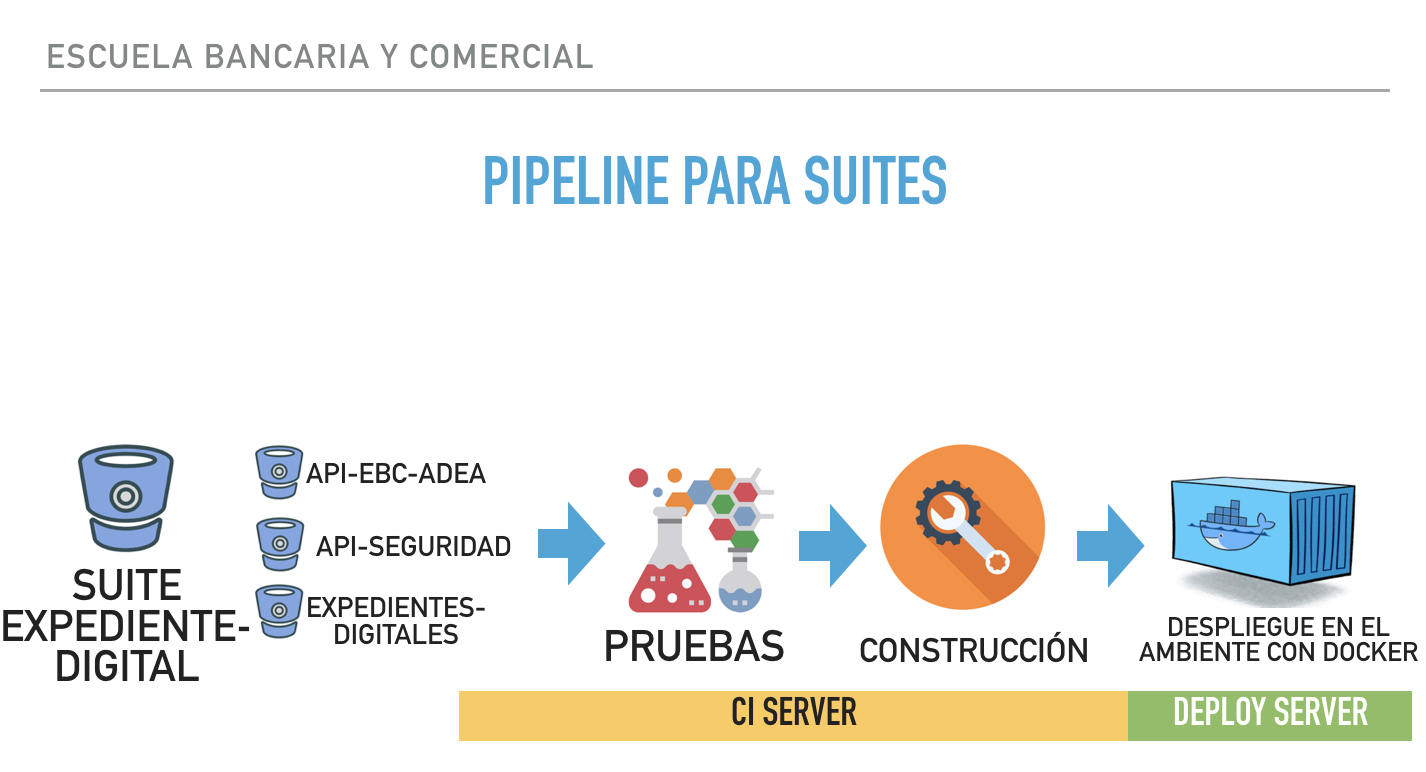 ESCUELA BANCARIA Y COMERCIAL
PIPELINE PARA SUITES
SUITE
EXPEDIENTE-
DIGITAL
API-EBC-ADEA
API-SEGURIDAD
EXPEDIENTES-
DIGITALES
PRUEBAS
CONSTRUCCIÓN
DESPLIEGUE EN EL
AMBIENTE CON DOCKER
CI SERVER
DEPLOY SERVER